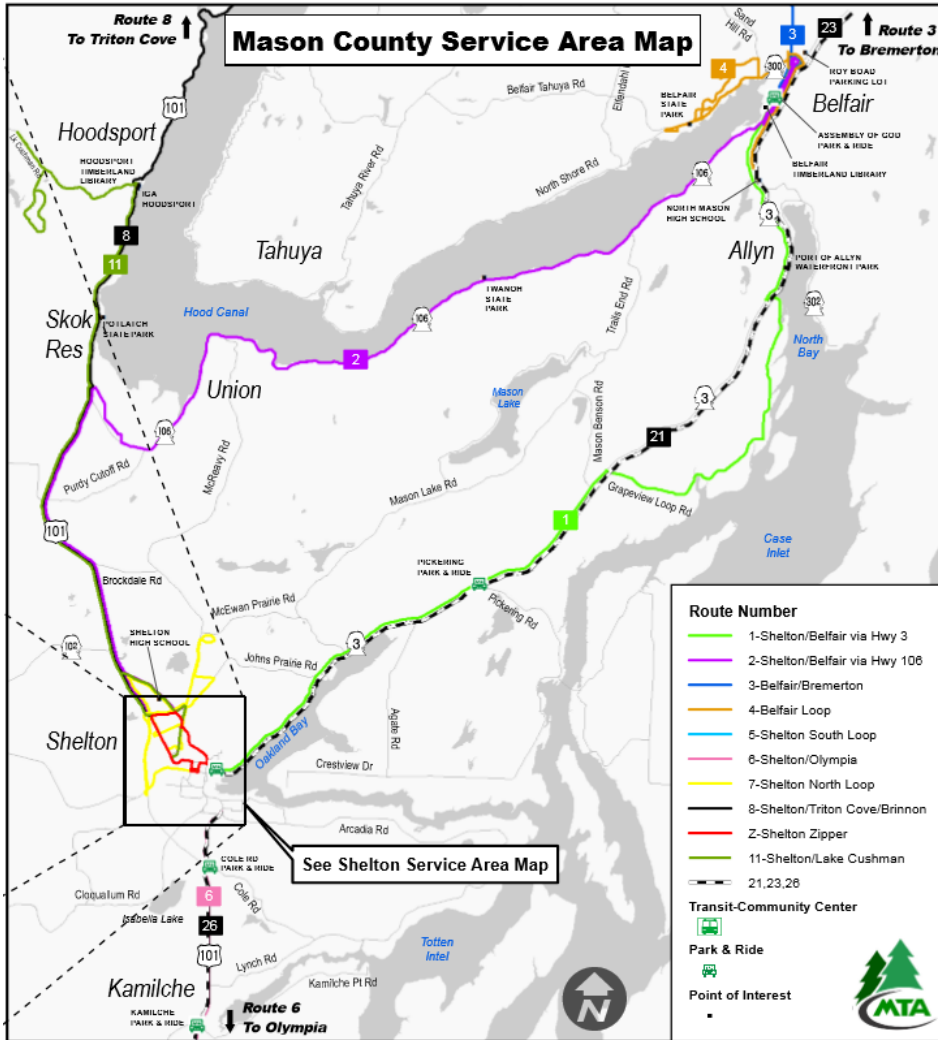 Mason County Service Area Map
Route 8
To Triton Cove
Route 3
To Bremerton
23
3
4
300
Sand
Hill Rd
Elfendahl
ROY BOAD
PARKING LOT
Belfair
BELFAIR
STATE
PARK
Belfair Tahuya Rd
ASSEMBLY OF GOD
PARK & RIDE
BELFAIR
TIMBERLAND LIBRARY
101
Hoodsport
HOODSPORT
TIMBERLAND
LIBRARY
Lk Cushman Rd
IGA
HOODSPORT
8
11
Tahuya River Rd
North Shore Rd
106
NORTH MASON
HIGH SCHOOL
3
Allyn
PORT OF ALLYN
WATERFRONT PARK
302
Tahuya
TWANOH
STATE
PARK
Trails End Rd
Hood Canal
106
Skok
Res
POTLATCH
STATE PARK
2
Union
North
Bay
Mason
Lake
Mason Benson Rd
3
21
106
Purdy Cutoff Rd
McReavy Rd
Mason Lake Rd
Grapeview Loop Rd
101
1
Case
Inlet
PICKERING
PARK & RIDE
Pickering Rd
Brockdale Rd
McEwan Prairie Rd
SHELTON
HIGH SCHOOL
102
Johns Prairie Rd
3
Shelton
Oakland Bay
Agate Rd
Crestview Dr
Arcadia Rd
See Shelton Service Area Map
COLE RD
PARK & RIDE
Cloquallum Rd
6
Cole Rd
Isabella Lake
26
101
Totten
Intel
Lynch Rd
Kamilche Pt Rd
Kamilche
KAMILCHE
PARK & RIDE
Route 6
To Olympia
N
Route Number
1-Shelton/Belfair via Hwy 3
2-Shelton/Belfair via Hwy 106
3-Belfair/Bremerton
4-Belfair Loop
5-Shelton South Loop
6-Shelton/Olympia
7-Shelton North Loop
8-Shelton/Triton Cove/Brinnon
Z-Shelton Zipper
11-Shelton/Lake Cushman
21,23,26
Transit-Community Center
Park & Ride
Point of Interest
MTA